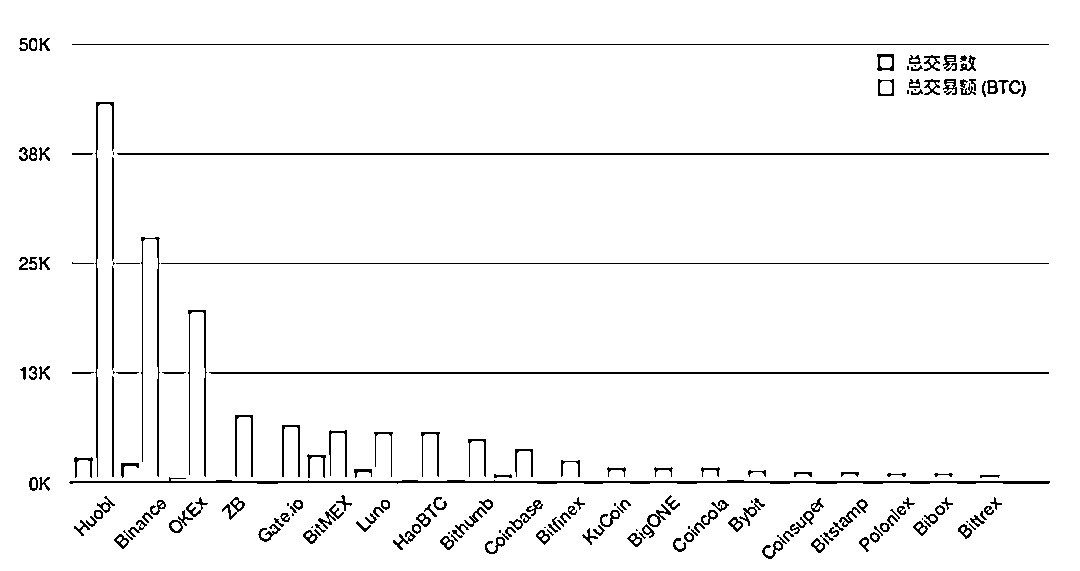 50K
总交易数
总交易额 (BTC)
38K
25K
13K
0K
Huobi
Binance
OKEx
ZB
Gate.io
BitMEX
Luno
HaoBTC
Bithumb
Coinbase
Bitfinex
KuCoin
BigONE
Coincola
Bybit
Coinsuper
Bitstamp
Poloniex
Bibox
Bittrex